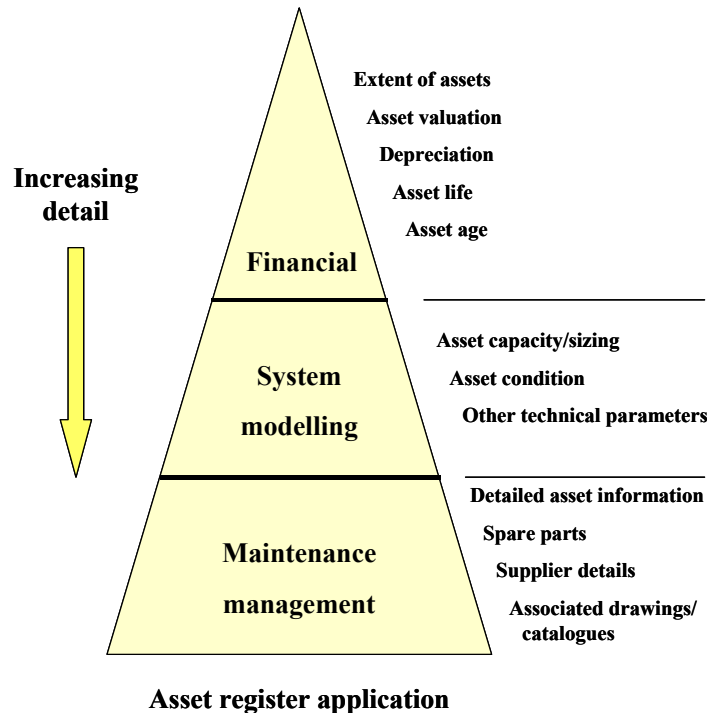 Extent of assets
Asset valuation
Depreciation
Asset life
Asset age
Increasing
detail
Financial
Asset capacity/sizing
Asset condition
Other technical parameters
System
modelling
Detailed asset information
Spare parts
Supplier details
Associated drawings/
catalogues
Maintenance
management
Asset register application